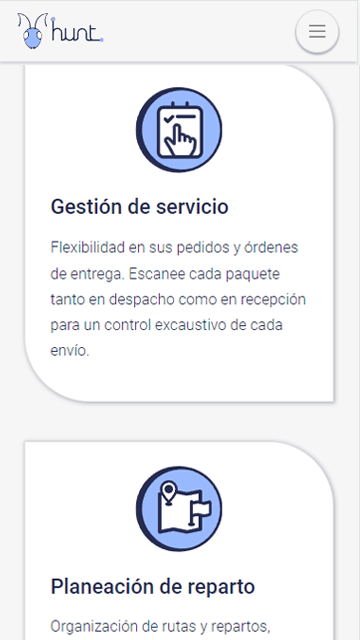 hunt.
Gestión de servicio
Flexibilidad en sus pedidos y órdenes
de entrega. Escanee cada paquete
tanto en despacho como en recepción
para un control excaustivo de cada
envío.
Planeación de reparto
Organización de rutas y repartos,